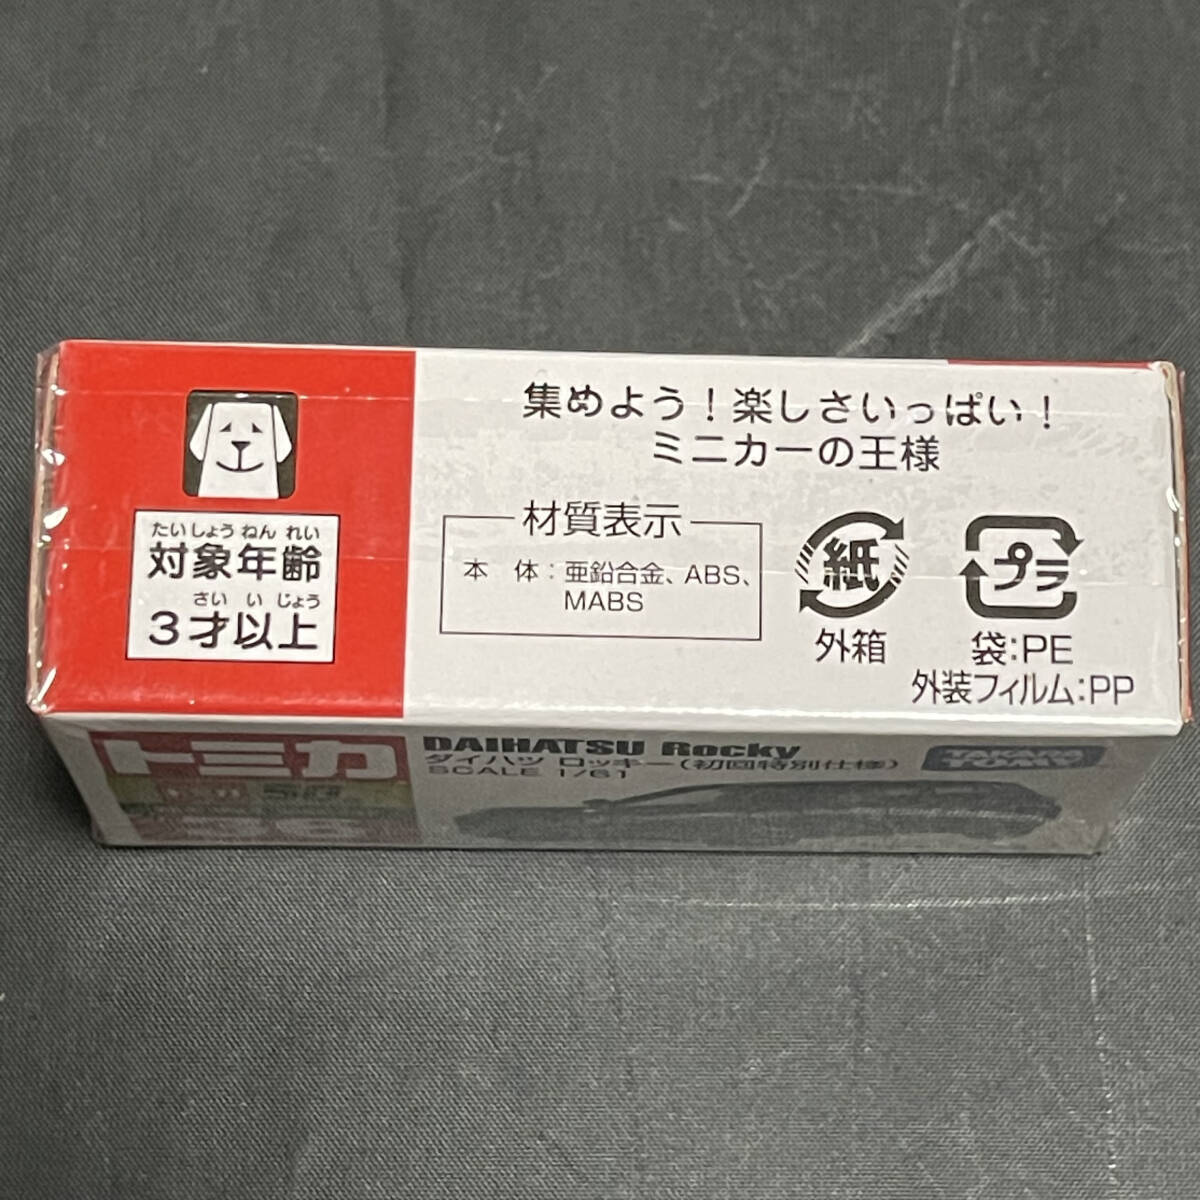 集めよう！楽しさいっぱい！
ミニカーの王様
たいしょうねんれい
対象年齢
さいいじょう
3才以上
材質表示
本 体：亜鉛合金、ABS、
MABS
紙
外箱
プラ
袋:PE
外装フィルム:PP
トミカ
DAIHATSU Rocky
ダイハツ ロッキー(初回特別仕様)
SCALE 1/61
TAKARA
TOMY